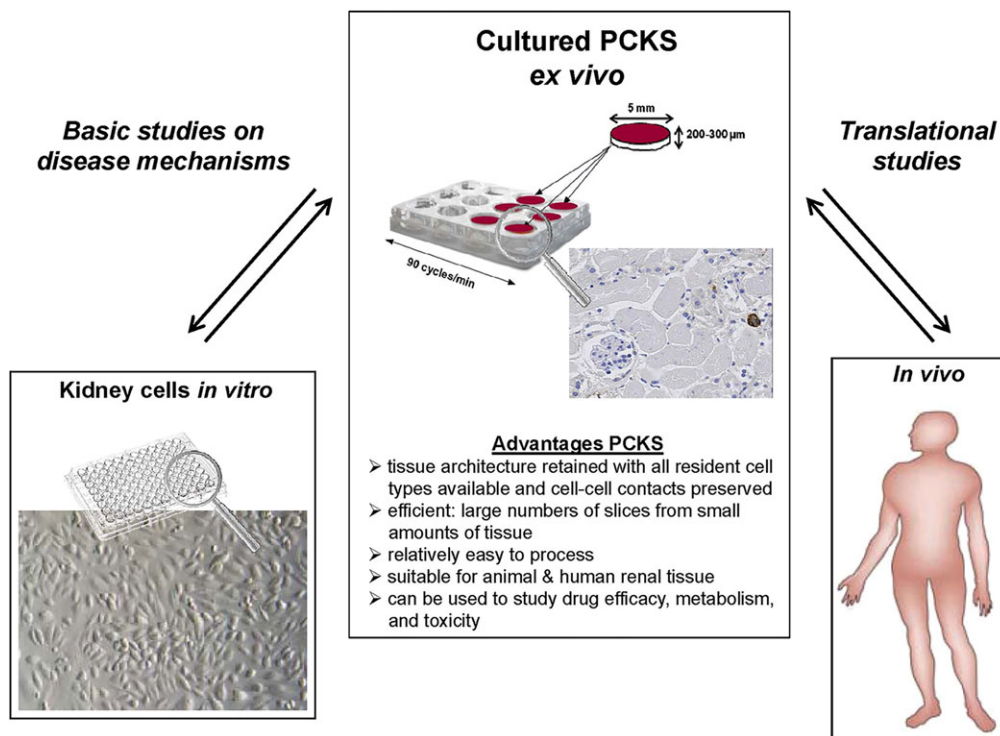 Cultured PCKS
ex vivo
5 mm
200-300 µm
90 cycles/min
Basic studies on
disease mechanisms
Translational
studies
Kidney cells in vitro
Advantages PCKS
➢ tissue architecture retained with all resident cell
types available and cell-cell contacts preserved
➢ efficient: large numbers of slices from small
amounts of tissue
➢ relatively easy to process
➢ suitable for animal & human renal tissue
➢ can be used to study drug efficacy, metabolism,
and toxicity
In vivo